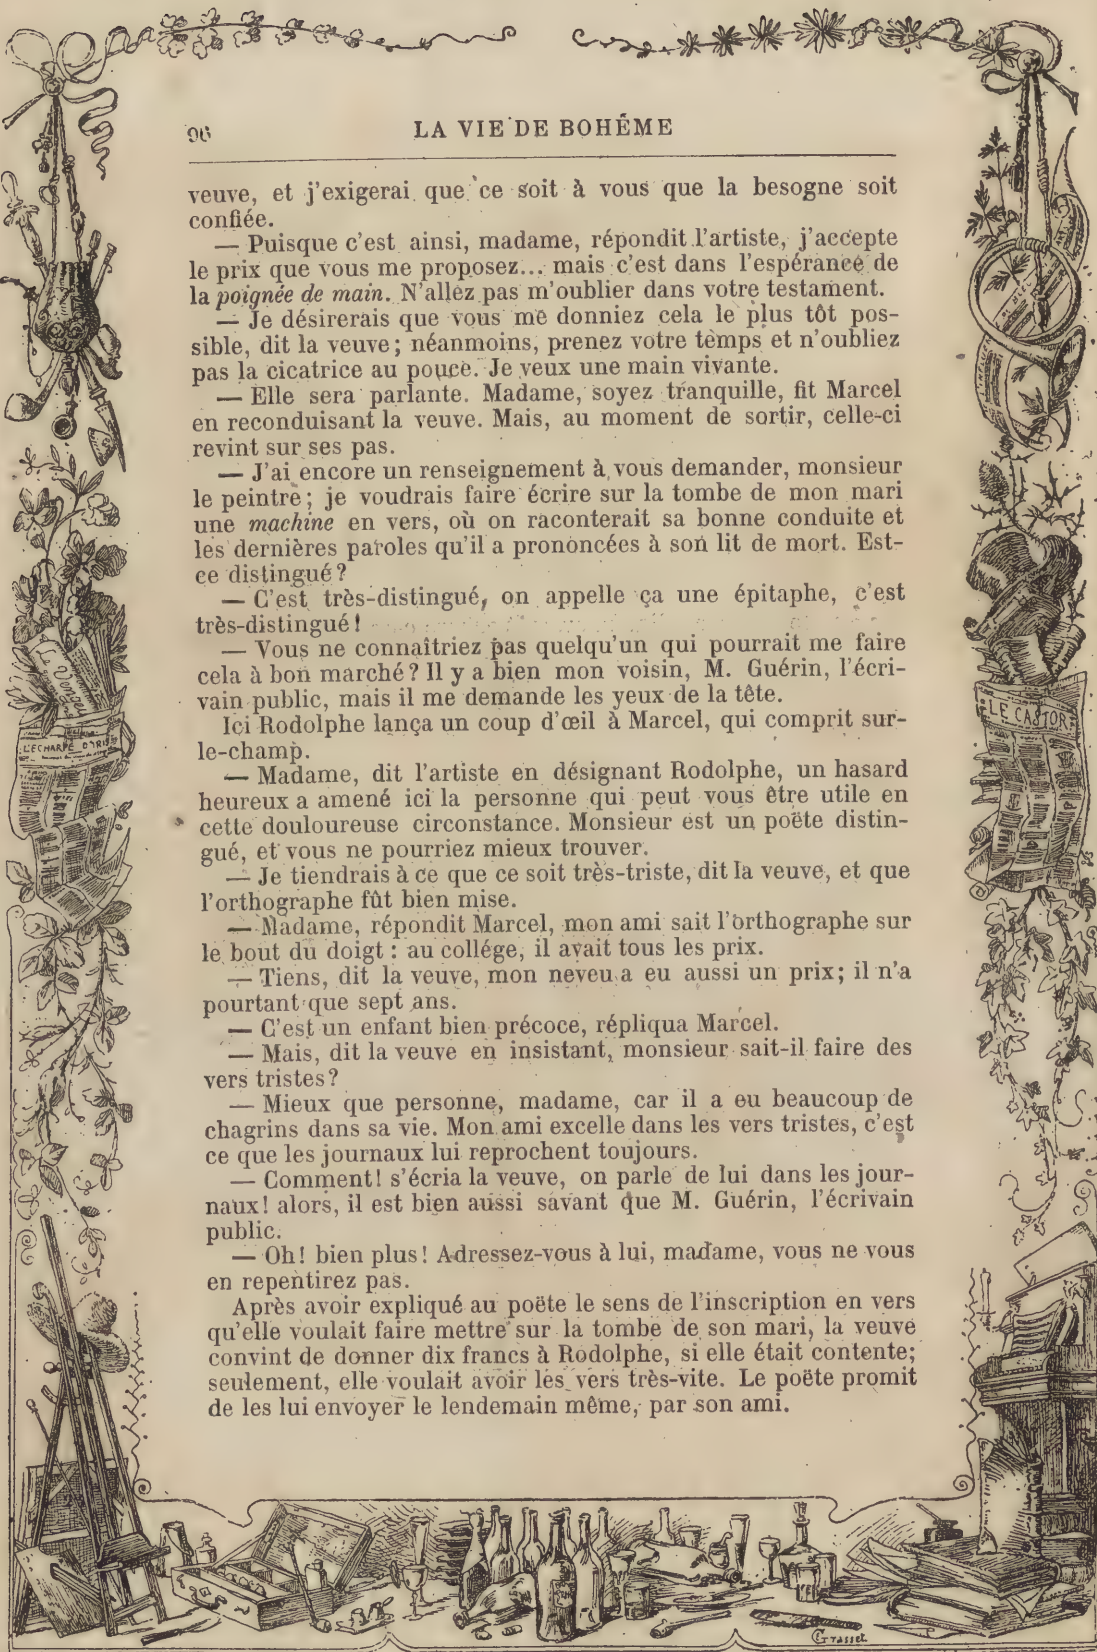 96
LA VIE DE BOHÉME
veuve, et j'exigerai que ce soit à vous que la besogne soit
confiée.
— Puisque c'est ainsi, madame, répondit l'artiste, j'accepte
le prix que vous me proposez... mais c'est dans l'espérance de
la poignée de main. N'allez pas m'oublier dans votre testament.
— Je désirerais que vous me donniez cela le plus tôt pos-
sible, dit la veuve; néanmoins, prenez votre temps et n'oubliez
pas la cicatrice au pouce. Je veux une main vivante.
— Elle sera parlante. Madame, soyez tranquille, fit Marcel
en reconduisant la veuve. Mais, au moment de sortir, celle-ci
revint sur ses pas.
— J'ai encore un renseignement à vous demander, monsieur
le peintre; je voudrais faire écrire sur la tombe de mon mari
une machine en vers, où on raconterait sa bonne conduite et
les dernières paroles qu'il a prononcées à son lit de mort. Est-
ce distingué?
— C'est très-distingué, on appelle ça une épitaphe, c'est
très-distingué!
— Vous ne connaîtriez pas quelqu'un qui pourrait me faire
cela à bon marché? Il y a bien mon voisin, M. Guérin, l'écri-
vain public, mais il me demande les yeux de la tête.
Ici Rodolphe lança un coup d'œil à Marcel, qui comprit sur-
le-champ.
— Madame, dit l'artiste en désignant Rodolphe, un hasard
heureux a amené ici la personne qui peut vous être utile en
cette douloureuse circonstance. Monsieur est un poëte distin-
gué, et vous ne pourriez mieux trouver.
— Je tiendrais à ce que ce soit très-triste, dit la veuve, et que
l'orthographe fût bien mise.
— Madame, répondit Marcel, mon ami sait l'orthographe sur
le bout du doigt : au collége, il avait tous les prix.
— Tiens, dit la veuve, mon neveu a eu aussi un prix; il n'a
pourtant que sept ans.
— C'est un enfant bien précoce, répliqua Marcel.
— Mais, dit la veuve en insistant, monsieur sait-il faire des
vers tristes?
— Mieux que personne, madame, car il a eu beaucoup de
chagrins dans sa vie. Mon ami excelle dans les vers tristes, c'est
ce que les journaux lui reprochent toujours.
— Comment! s'écria la veuve, on parle de lui dans les jour-
naux! alors, il est bien aussi savant que M. Guérin, l'écrivain
public.
— Oh! bien plus! Adressez-vous à lui, madame, vous ne vous
en repentirez pas.
Après avoir expliqué au poëte le sens de l'inscription en vers
qu'elle voulait faire mettre sur la tombe de son mari, la veuve
convint de donner dix francs à Rodolphe, si elle était contente;
seulement, elle voulait avoir les vers très-vite. Le poëte promit
de les lui envoyer le lendemain même, par son ami.
L'ECHARPE D'IRIS
LE CASTOR
Grasset